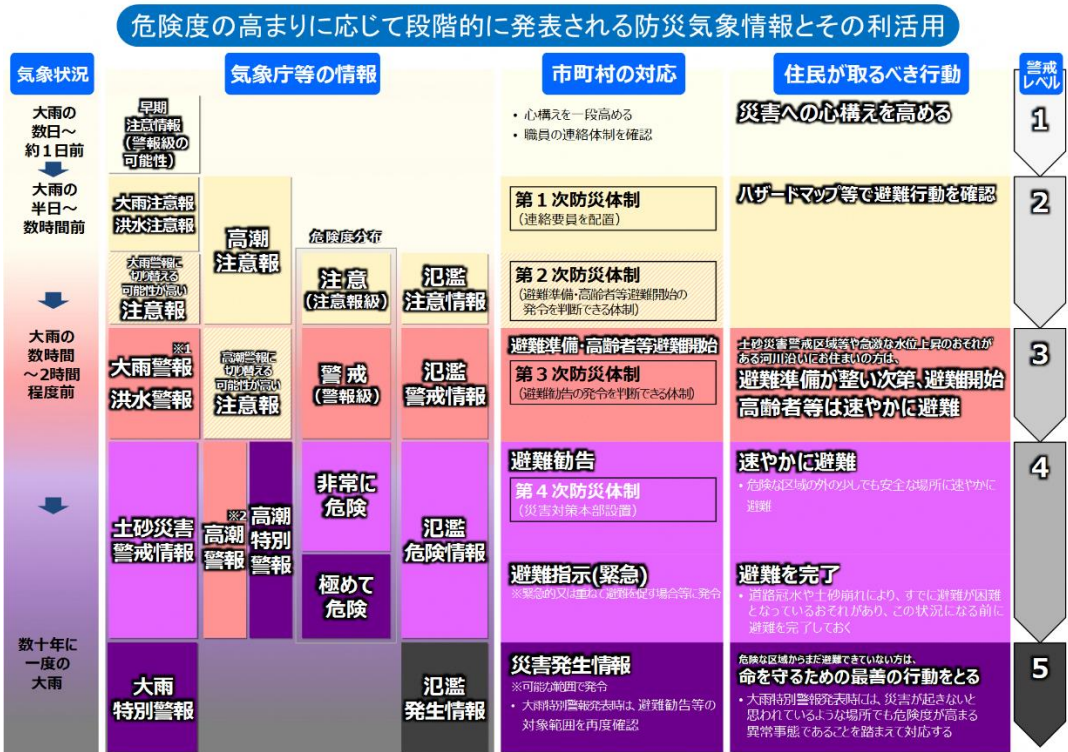 危険度の高まりに応じて段階的に発表される防災気象情報とその利活用
気象状況
気象庁等の情報
市町村の対応
住民が取るべき行動
警戒
レベル
大雨の
数日~
約1日前
早期
注意情報
(警報級の
可能性)
・ 心構えを一段高める
・ 職員の連絡体制を確認
災害への心構えを高める
1
大雨の
半日~
数時間前
大雨注意報
洪水注意報
高潮
注意報
第1次防災体制
(連絡要員を配置)
ハザードマップ等で避難行動を確認
2
大雨警報に
切り替える
可能性が高い
注意報
危険度分布
注意
(注意報級)
氾濫
注意情報
第2次防災体制
(避難準備・高齢者等避難開始の
発令を判断できる体制)
大雨の
数時間
~2時間
程度前
※1
大雨警報
洪水警報
高潮警報に
切り替える
可能性が高い
注意報
警戒
(警報級)
氾濫
警戒情報
避難準備・高齢者等避難開始
第3次防災体制
(避難勧告の発令を判断できる体制)
土砂災害警戒区域等や急激な水位上昇のおそれが
ある河川沿いにお住まいの方は、
避難準備が整い次第、避難開始
高齢者等は速やかに避難
3
土砂災害
警戒情報
※2
高潮
警報
高潮
特別
警報
非常に
危険
極めて
危険
氾濫
危険情報
避難勧告
第4次防災体制
(災害対策本部設置)
避難指示(緊急)
※緊急的又は重ねて避難を促す場合等に発令
速やかに避難
・ 危険な区域の外の少しでも安全な場所に速やかに
避難
避難を完了
・ 道路冠水や土砂崩れにより、すでに避難が困難
となっているおそれがあり、この状況になる前に
避難を完了しておく
4
数十年に
一度の
大雨
大雨
特別警報
氾濫
発生情報
災害発生情報
※可能な範囲で発令
・ 大雨特別警報発表時は、避難勧告等の
対象範囲を再度確認
危険な区域からまだ避難できていない方は、
命を守るための最善の行動をとる
・ 大雨特別警報発表時には、災害が起きないと
思われているような場所でも危険度が高まる
異常事態であることを踏まえて対応する
5